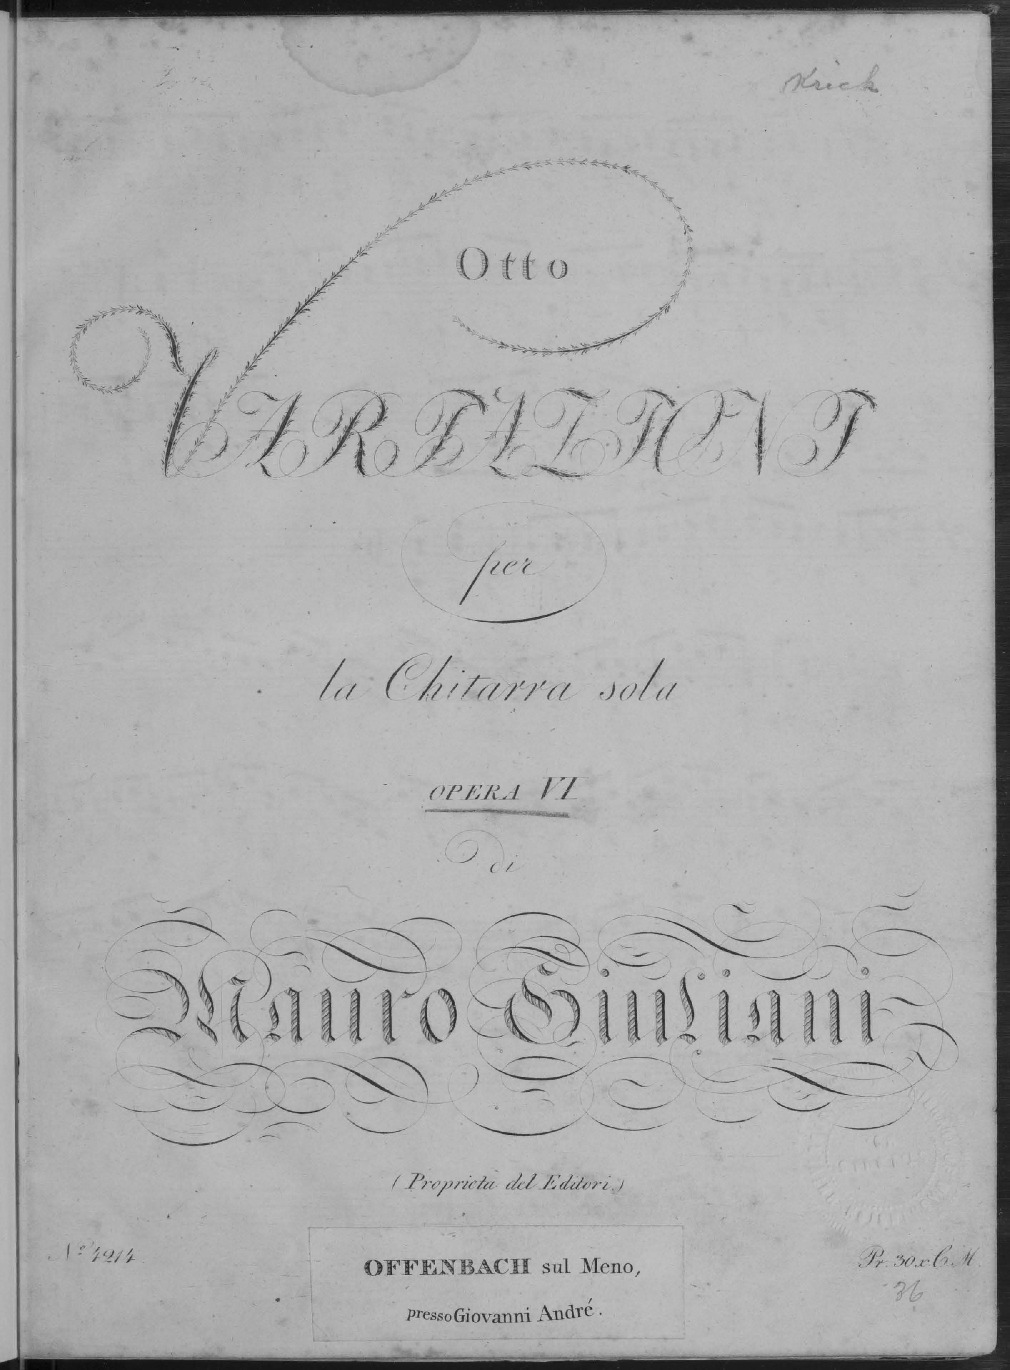 Krick
Otto
VARIAZIONI
per
la Chitarra sola
OPERA VI
di
Mauro Giuliani
(Proprieta del Editori.)
No. 4214
Pr. 30 x C. M.
36
OFFENBACH sul Meno,
presso Giovanni André.